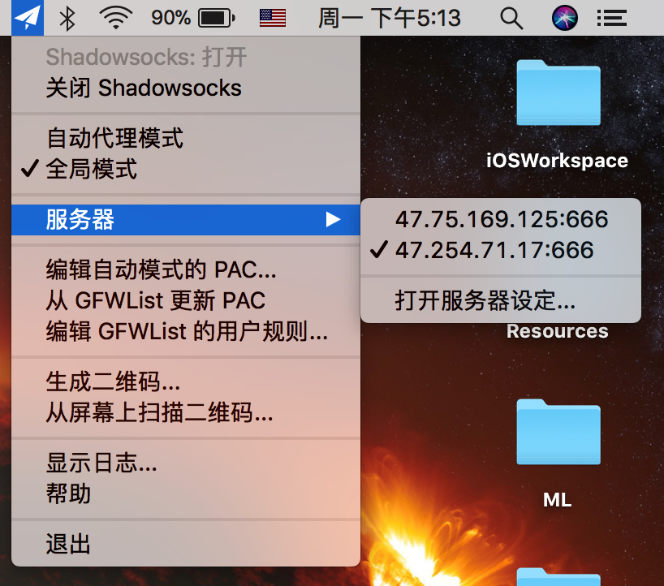 90% 周一 下午5:13
Shadowsocks: 打开
关闭 Shadowsocks
自动代理模式
✓ 全局模式
服务器 ▶
47.75.169.125:666
✓ 47.254.71.17:666
打开服务器设定...
编辑自动模式的 PAC...
从 GFWList 更新 PAC
编辑 GFWList 的用户规则...
生成二维码...
从屏幕上扫描二维码...
显示日志...
帮助
退出
iOSWorkspace
Resources
ML